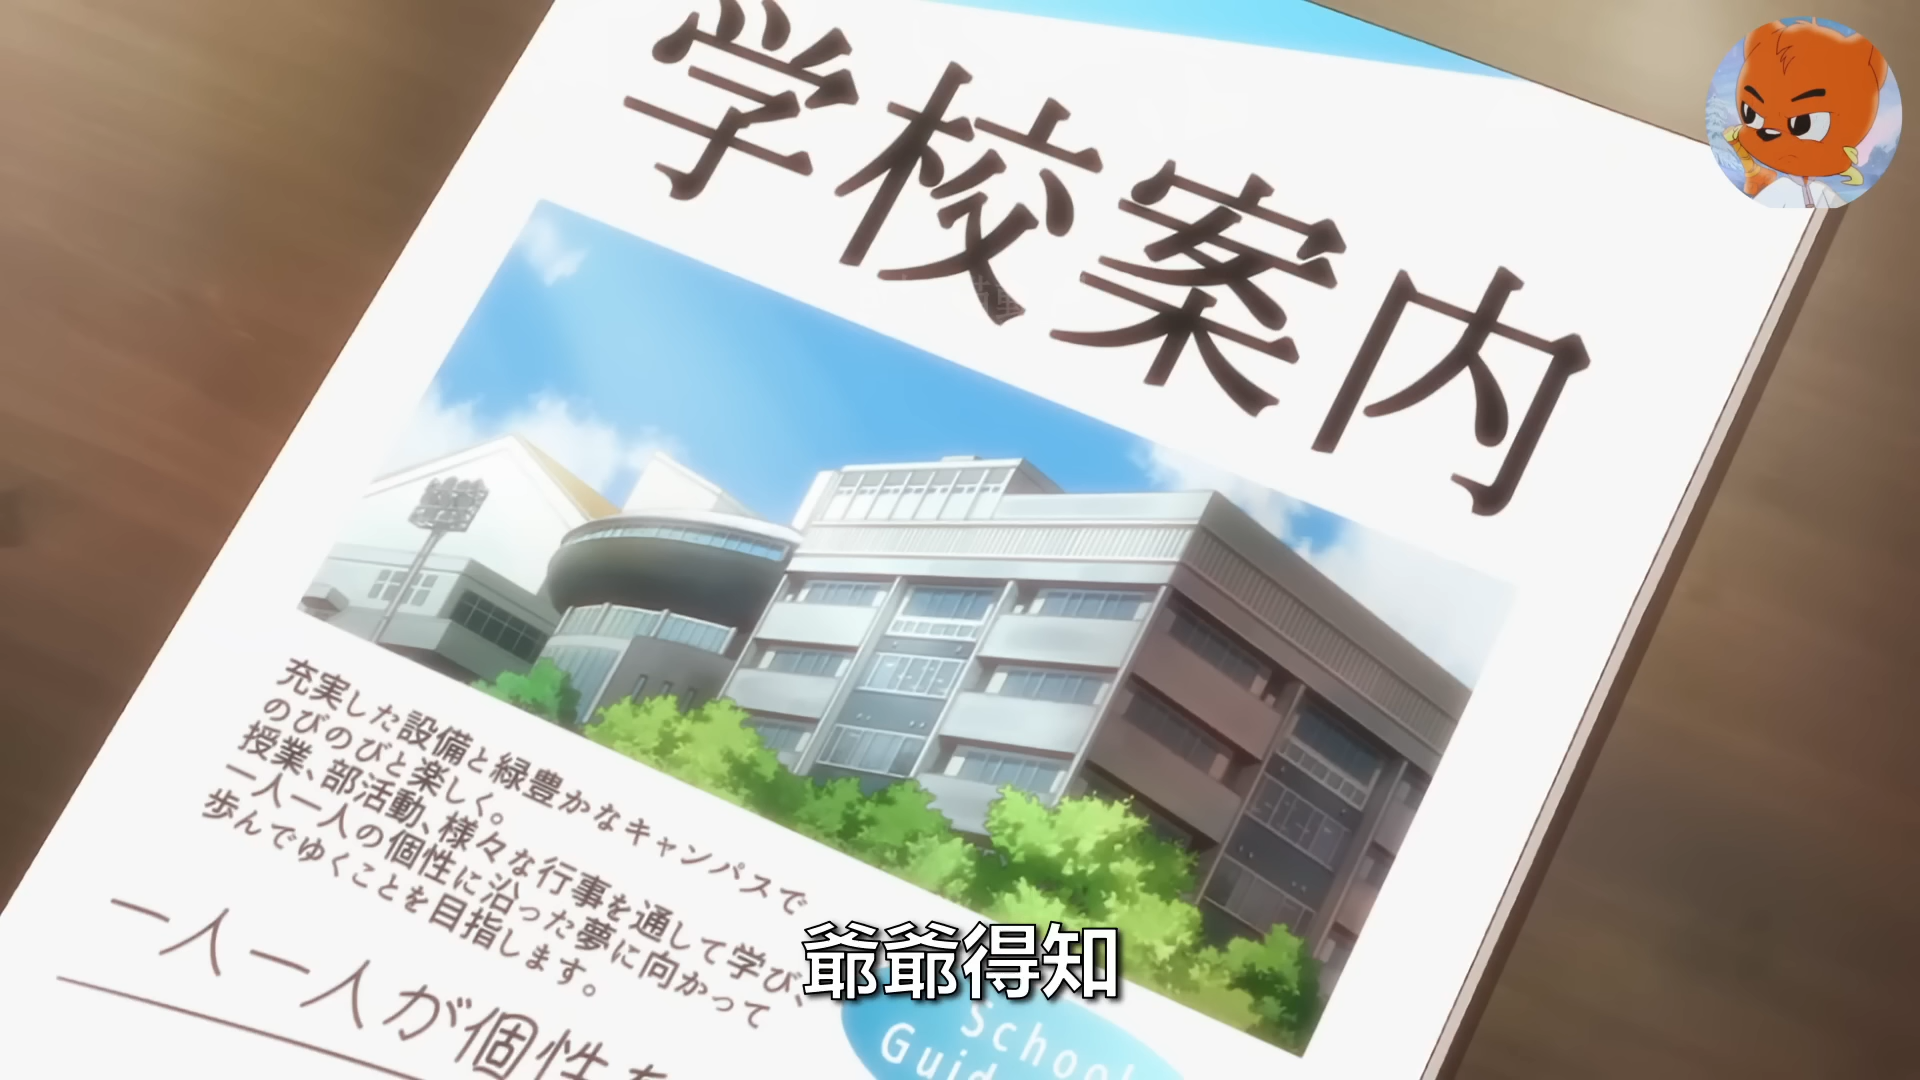 学校案内
充実した設備と緑豊かなキャンパスで
のびのびと楽しく。
授業、部活動、様々な行事を通して学び、
一人一人の個性に沿った夢に向かって
歩んでゆくことを目指します。
一人一人が個性を
School
Guid
爺爺得知